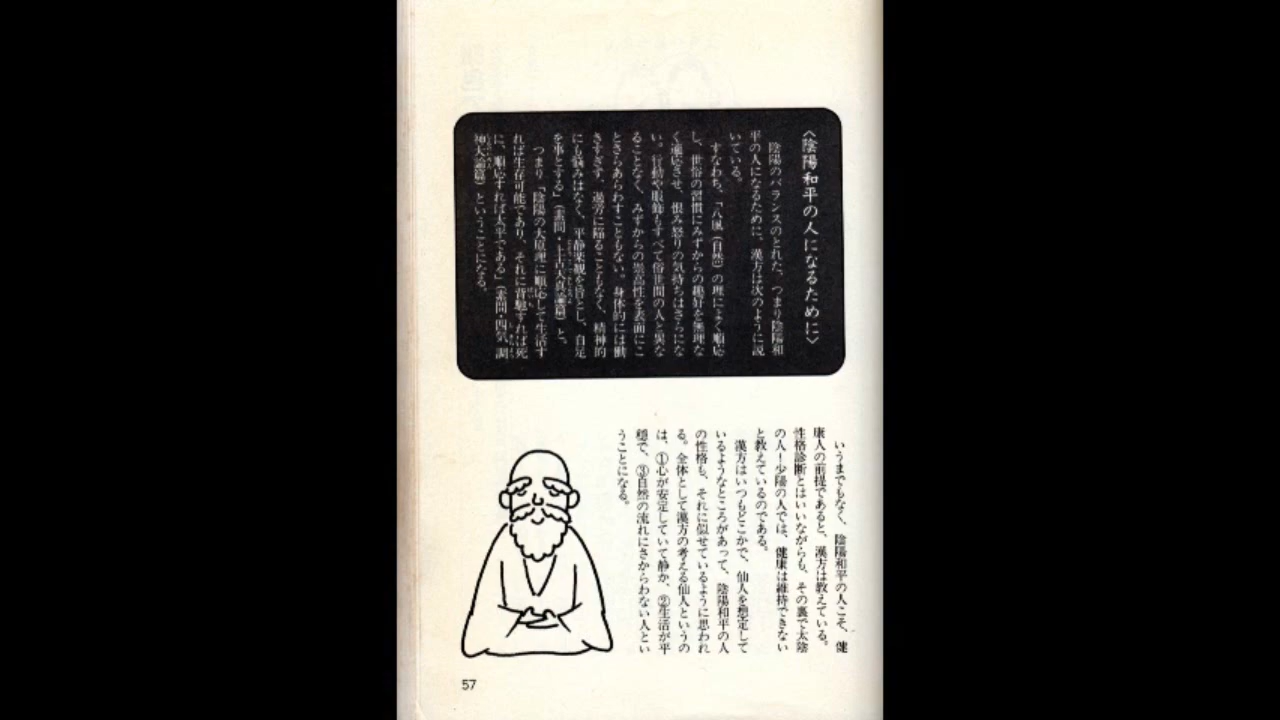 〈陰陽和平の人になるために〉
陰陽のバランスのとれた、つまり陰陽和
平の人になるために、漢方は次のように説
いている。
すなわち、「八風（自然）の理によく順応
し、世俗の習慣にみずからの趣好を無理な
く適応させ、恨み怒りの気持ちはさらにな
い。行動や服飾もすべて俗世間の人と異な
ることなく、みずからの崇高性を表面にこ
とさらあらわすこともない。身体的には働
きすぎず、過労に陥ることもなく、精神的
にも悩みはなく、平静楽観を旨とし、自足
を事とする」（素問・上古天真論篇）と、
つまり「陰陽の大原理に順応して生活す
れば生存可能であり、それに背馳すれば死
に、順応すれば太平である」（素問・四気調
神大論篇）ということになる。
いうまでもなく、陰陽和平の人こそ、健
康人の前提であると、漢方は教えている。
性格診断とはいいながらも、その裏で太陰
の人！少陽の人では、健康は維持できない
と教えているのである。
漢方はいつもどこかで、仙人を想定して
いるようなところがあって、陰陽和平の人
の性格も、それに似せているように思われ
る。全体として漢方の考える仙人というの
は、①心が安定していて静か、②生活が平
穏で、③自然の流れにさからわない人とい
うことになる。
57